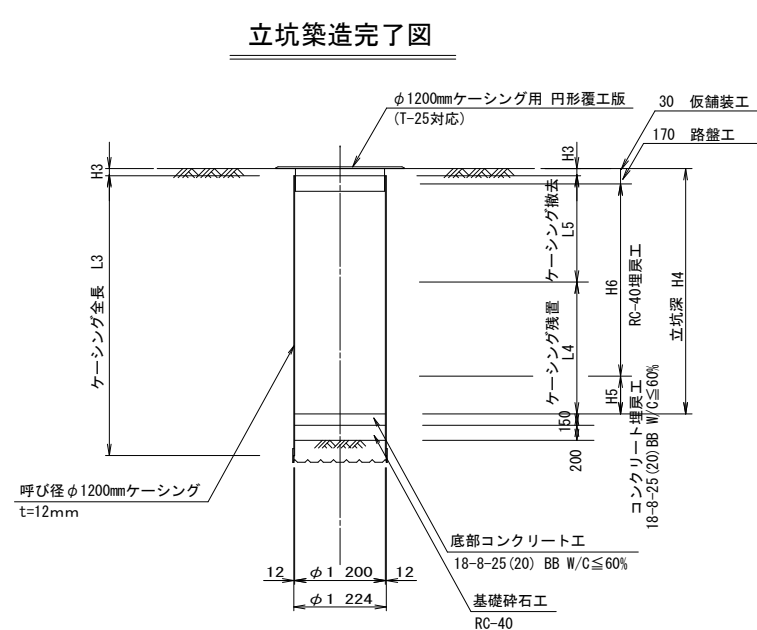 立坑築造完了図
φ1200mmケーシング用 円形覆工版
(T-25対応)
30 仮舗装工
170 路盤工
H3
H3
ケーシング全長 L3
ケーシング撤去
L5
ケーシング残置
L4
H6
RC-40埋戻工
立坑深 H4
H5
コンクリート埋戻工
18-8-25(20)BB W/C≦60%
150
200
呼び径φ1200mmケーシング
t=12mm
底部コンクリート工
18-8-25(20) BB W/C≦60%
12 φ1 200 12
φ1 224
基礎砕石工
RC-40